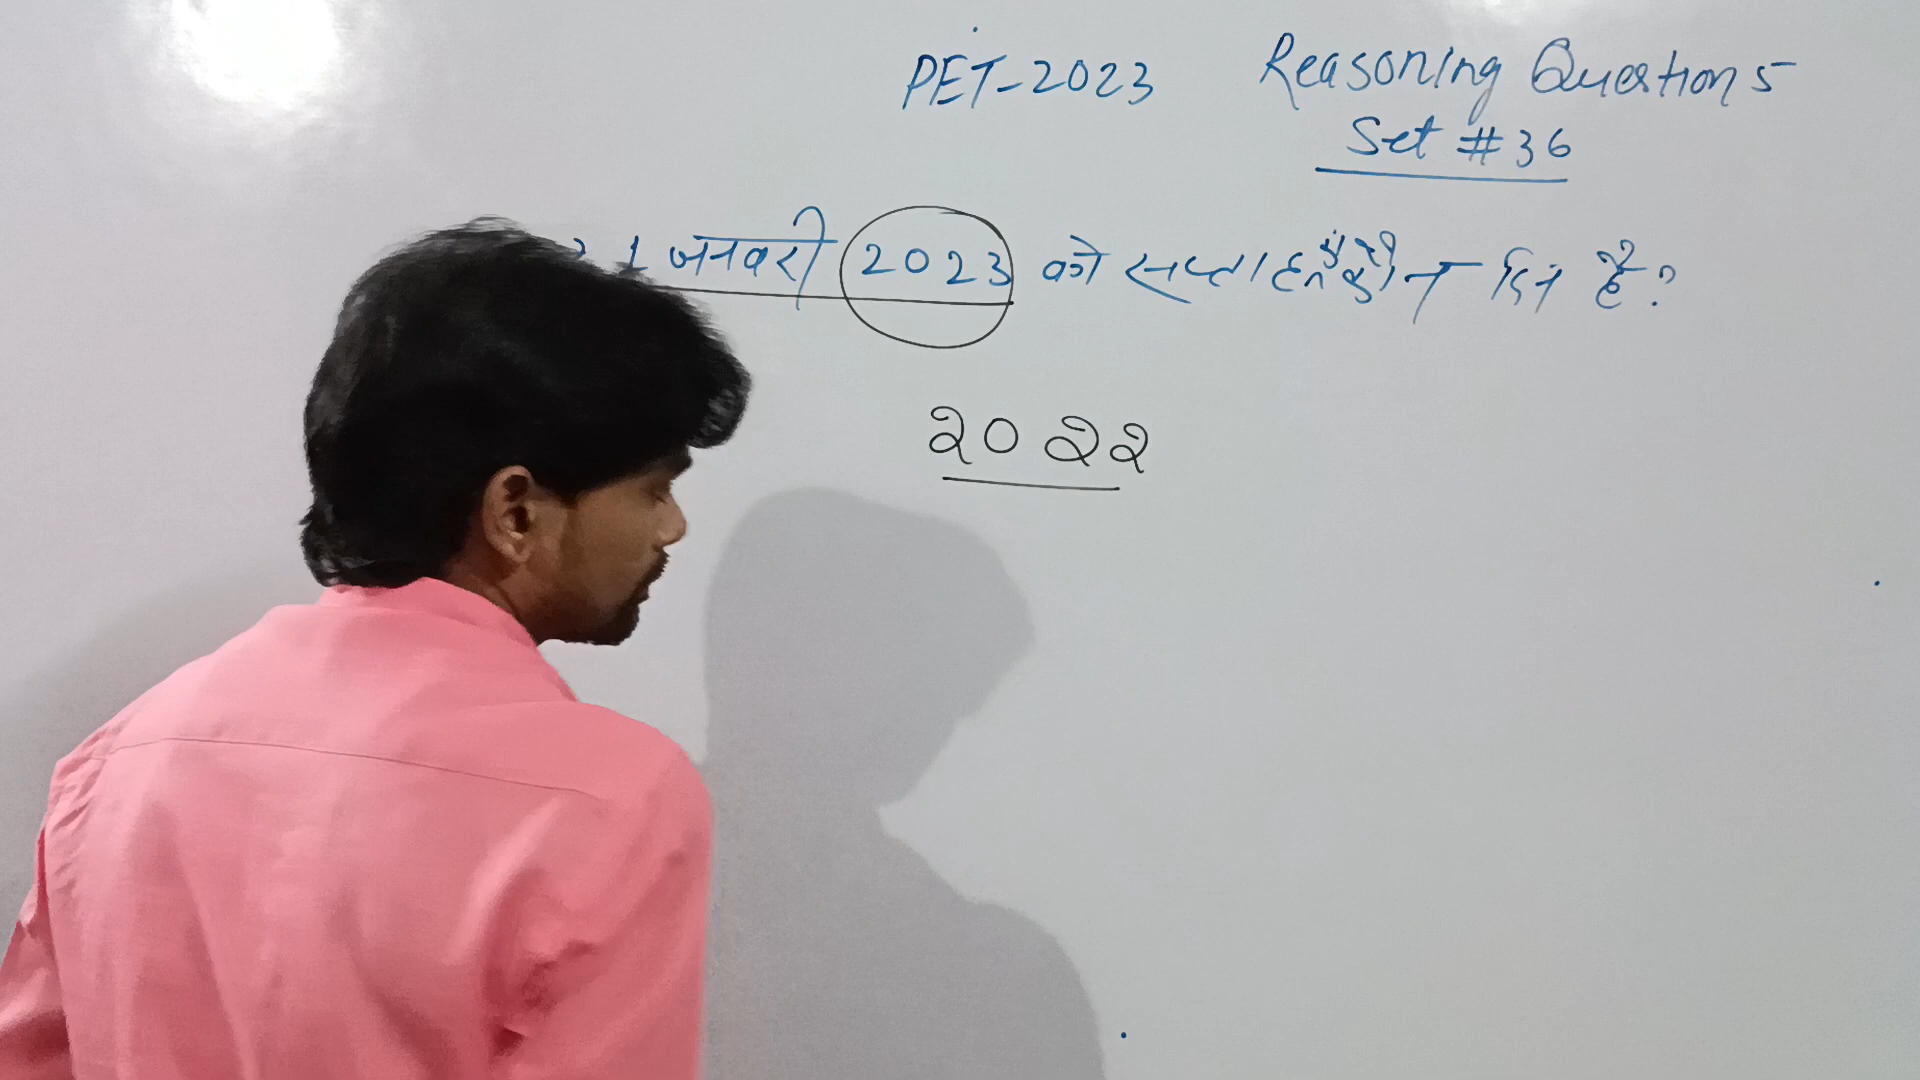 PET-2023 Reasoning Questions
Set #36
1 जनवरी 2023 को सप्ताह में कौन दिन है?
2022